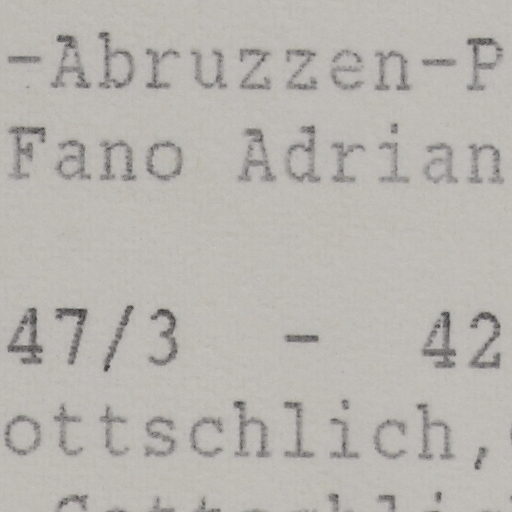 -Abruzzen-P
Fano Adrian
47/3 - 42
ottschlich,